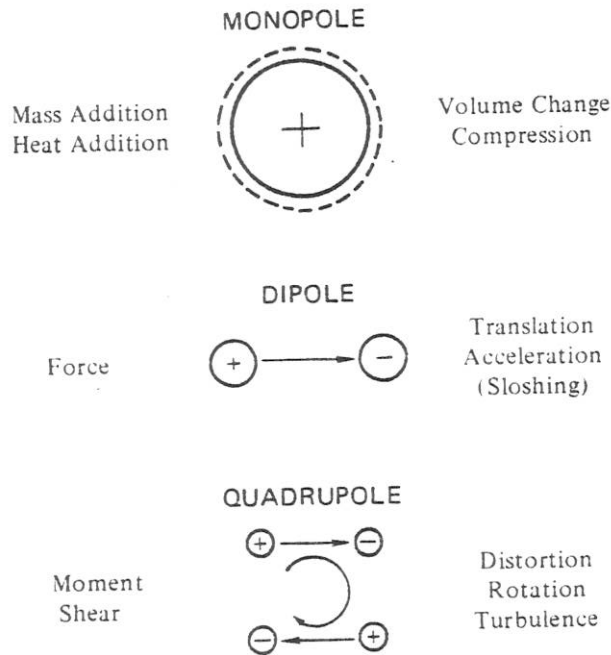 MONOPOLE
Mass Addition
Heat Addition
+
Volume Change
Compression
DIPOLE
Force
+
−
Translation
Acceleration
(Sloshing)
QUADRUPOLE
+
−
Moment
Shear
−
+
Distortion
Rotation
Turbulence